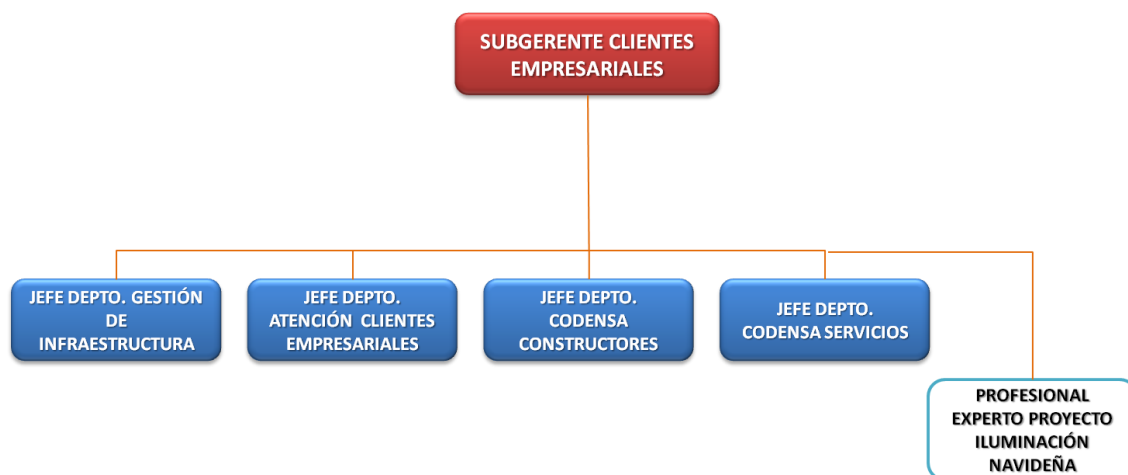 SUBGERENTE CLIENTES
EMPRESARIALES
JEFE DEPTO. GESTIÓN
DE
INFRAESTRUCTURA
JEFE DEPTO.
ATENCIÓN CLIENTES
EMPRESARIALES
JEFE DEPTO.
CODENSA
CONSTRUCTORES
JEFE DEPTO.
CODENSA SERVICIOS
PROFESIONAL
EXPERTO PROYECTO
ILUMINACIÓN
NAVIDEÑA